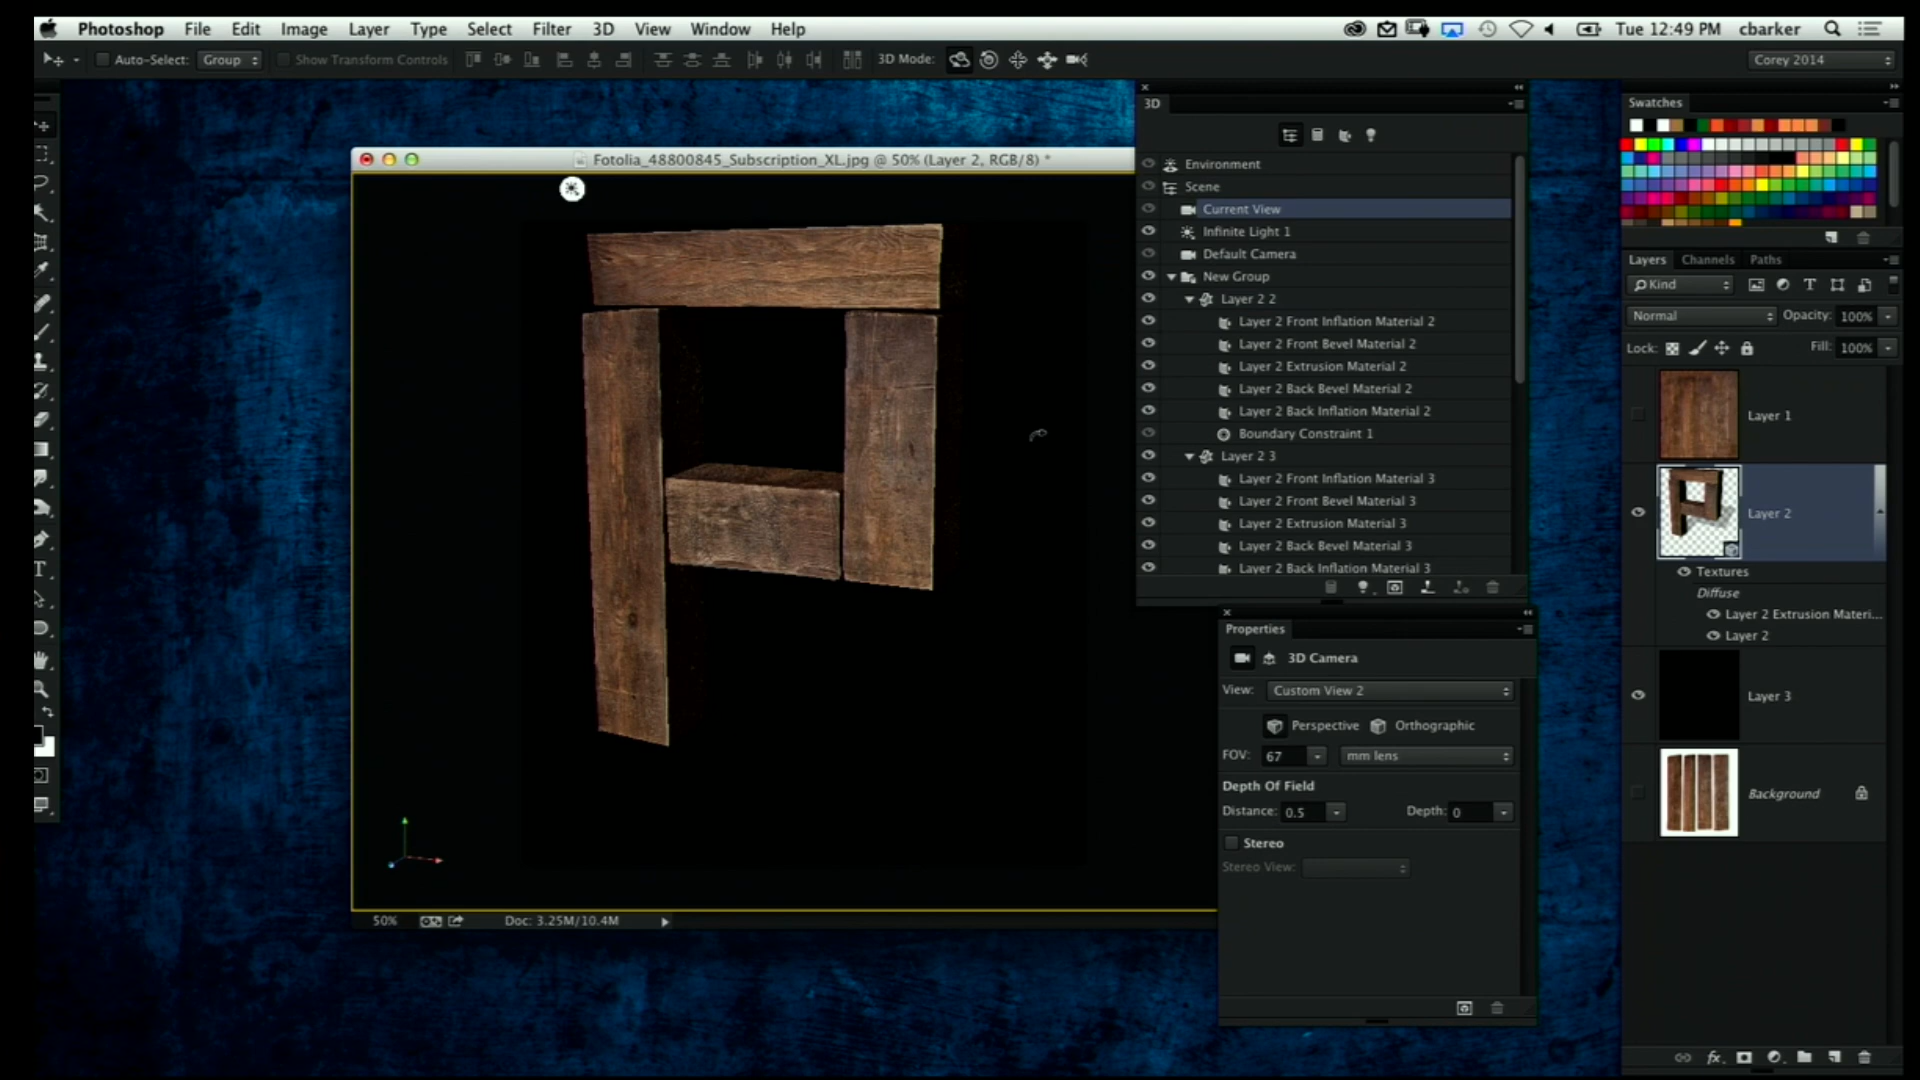 Photoshop File Edit Image Layer Type Select Filter 3D View Window Help Tue 12:49 PM cbarker
Auto-Select: Group Show Transform Controls 3D Mode: Corey 2014
Fotolia_48800845_Subscription_XL.jpg @ 50% (Layer 2, RGB/8) *
3D
Environment
Scene
Current View
Infinite Light 1
Default Camera
New Group
Layer 2 2
Layer 2 Front Inflation Material 2
Layer 2 Front Bevel Material 2
Layer 2 Extrusion Material 2
Layer 2 Back Bevel Material 2
Layer 2 Back Inflation Material 2
Boundary Constraint 1
Layer 2 3
Layer 2 Front Inflation Material 3
Layer 2 Front Bevel Material 3
Layer 2 Extrusion Material 3
Layer 2 Back Bevel Material 3
Layer 2 Back Inflation Material 3
Properties
3D Camera
View: Custom View 2
Perspective Orthographic
FOV: 67 mm lens
Depth Of Field
Distance: 0.5 Depth: 0
Stereo
Stereo View:
50% Doc: 3.25M/10.4M
Swatches
Layers Channels Paths
Kind
Normal Opacity: 100%
Lock: Fill: 100%
Layer 1
Layer 2
Textures
Diffuse
Layer 2 Extrusion Materi...
Layer 2
Layer 3
Background
fx